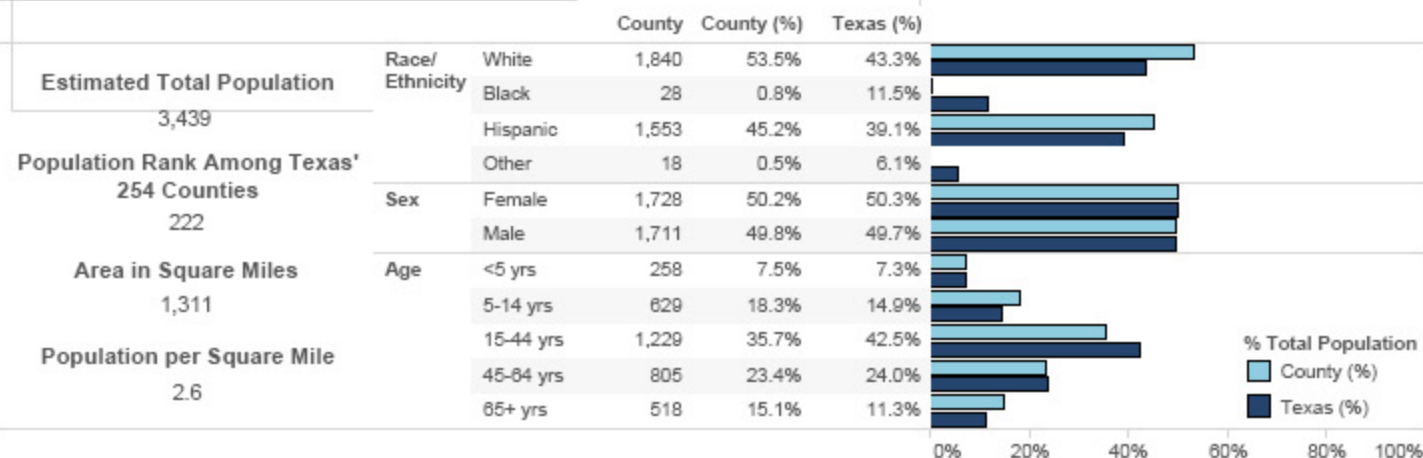 County County (%) Texas (%)
Estimated Total Population
3,439
Population Rank Among Texas'
254 Counties
222
Area in Square Miles
1,311
Population per Square Mile
2.6
Race/
Ethnicity
White 1,840 53.5% 43.3%
Black 28 0.8% 11.5%
Hispanic 1,553 45.2% 39.1%
Other 18 0.5% 6.1%
Sex Female 1,728 50.2% 50.3%
Male 1,711 49.8% 49.7%
Age <5 yrs 258 7.5% 7.3%
5-14 yrs 629 18.3% 14.9%
15-44 yrs 1,229 35.7% 42.5%
45-64 yrs 805 23.4% 24.0%
65+ yrs 518 15.1% 11.3%
% Total Population
County (%)
Texas (%)
0% 20% 40% 60% 80% 100%